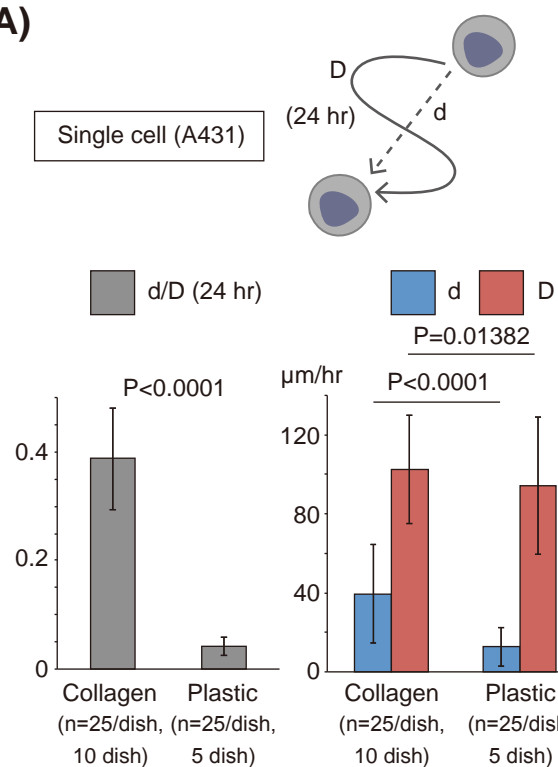 A)
D
(24 hr)
d
Single cell (A431)
d/D (24 hr)
d
D
P=0.01382
µm/hr
P<0.0001
P<0.0001
120
0.4
80
0.2
40
0
0
Collagen
Plastic
Collagen
Plastic
(n=25/dish,
(n=25/dish,
(n=25/dish,
(n=25/dish
10 dish)
5 dish)
10 dish)
5 dish)